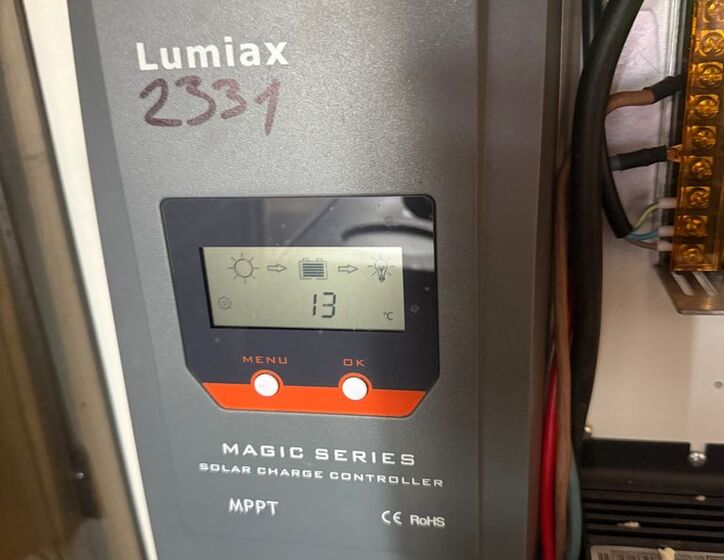 Lumiax
2331
13
°C
MENU OK
MAGIC SERIES
SOLAR CHARGE CONTROLLER
MPPT
CE RoHS